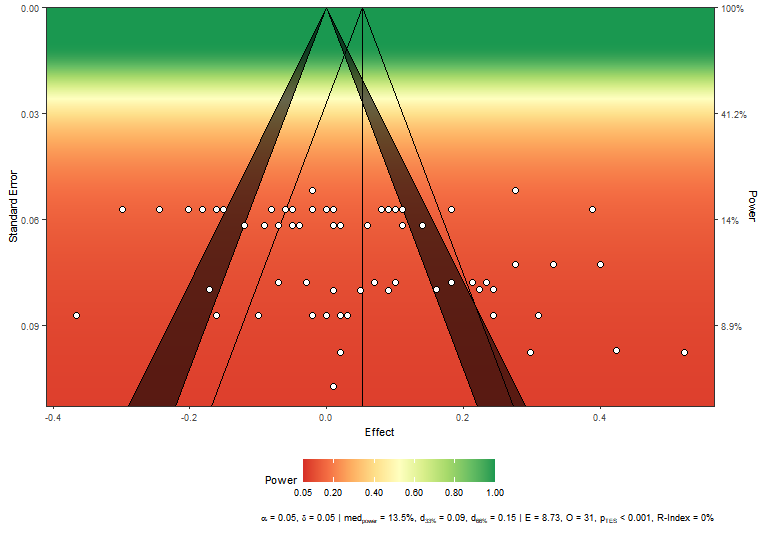 0.00
0.03
0.06
0.09
Standard Error
100%
41.2%
14%
8.9%
Power
-0.4 -0.2 0.0 0.2 0.4
Effect
Power
0.05 0.20 0.40 0.60 0.80 1.00
α = 0.05, δ = 0.05 | med_power = 13.5%, d_33% = 0.09, d_66% = 0.15 | E = 8.73, O = 31, p_TES < 0.001, R-Index = 0%